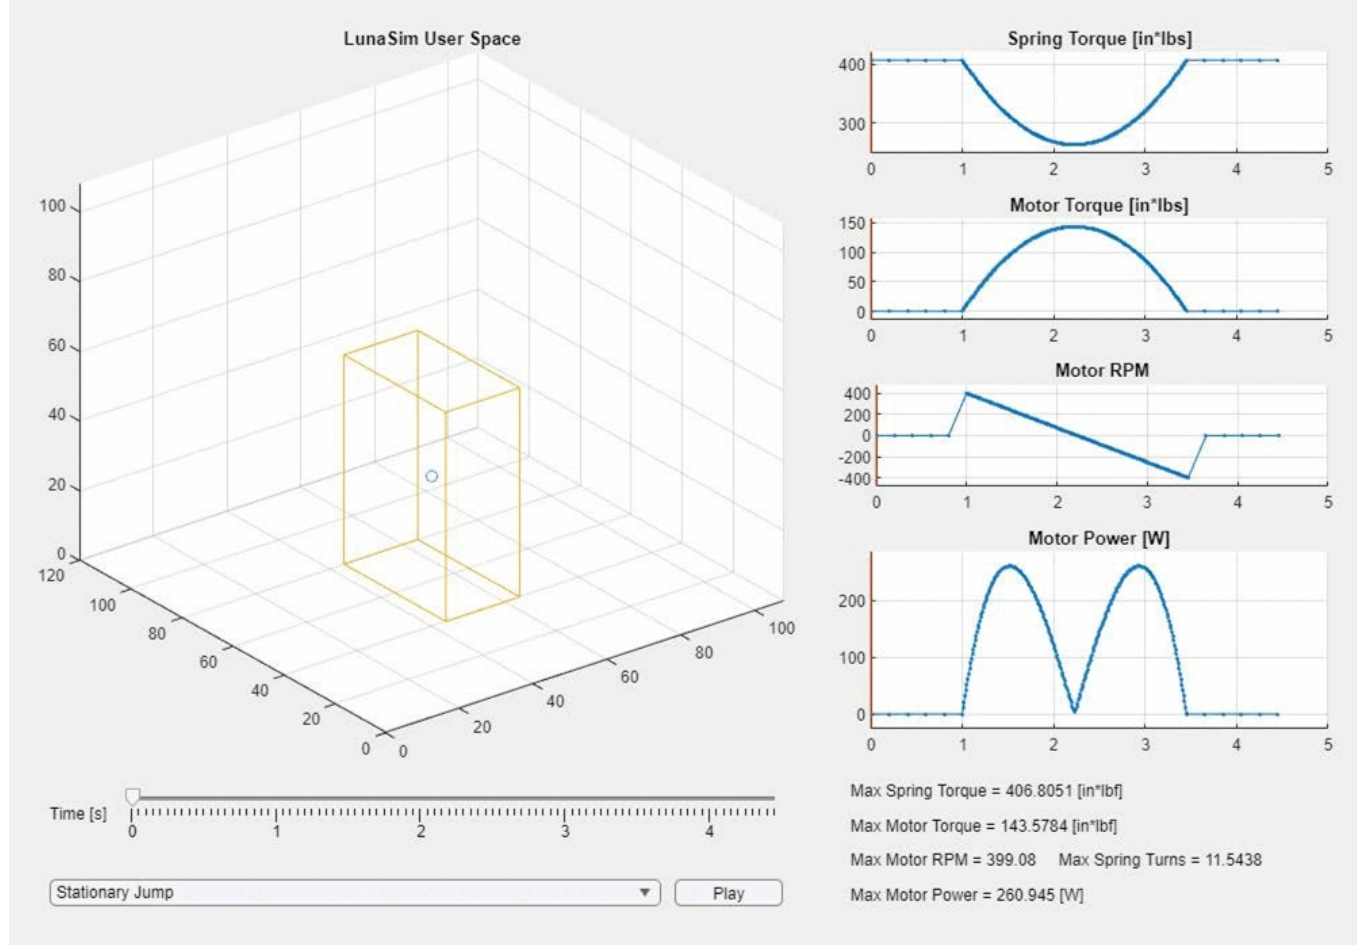 LunaSim User Space
100
80
60
40
20
0
120
100
80
60
40
20
0
0
20
40
60
80
100
Time [s]
0 1 2 3 4
Stationary Jump
Play
Spring Torque [in*lbs]
400
300
0 1 2 3 4 5
Motor Torque [in*lbs]
150
100
50
0
0 1 2 3 4 5
Motor RPM
400
200
0
-200
-400
0 1 2 3 4 5
Motor Power [W]
200
100
0
0 1 2 3 4 5
Max Spring Torque = 406.8051 [in*lbf]
Max Motor Torque = 143.5784 [in*lbf]
Max Motor RPM = 399.08 Max Spring Turns = 11.5438
Max Motor Power = 260.945 [W]